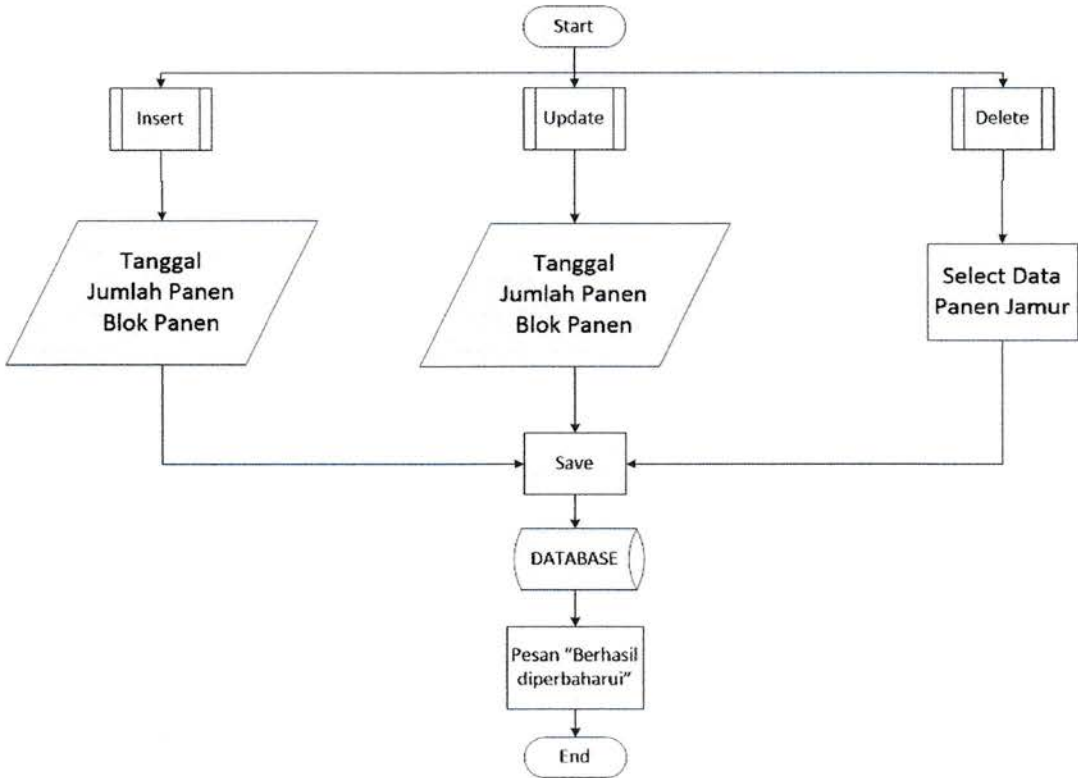 Start
Insert
Update
Delete
Tanggal
Jumlah Panen
Blok Panen
Tanggal
Jumlah Panen
Blok Panen
Select Data
Panen Jamur
Save
DATABASE
Pesan “Berhasil
diperbaharui”
End